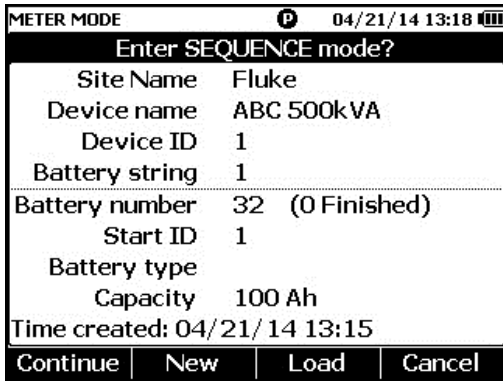 METER MODE P 04/21/14 13:18
Enter SEQUENCE mode?
Site Name Fluke
Device name ABC 500kVA
Device ID 1
Battery string 1
Battery number 32 (0 Finished)
Start ID 1
Battery type
Capacity 100 Ah
Time created: 04/21/14 13:15
Continue New Load Cancel